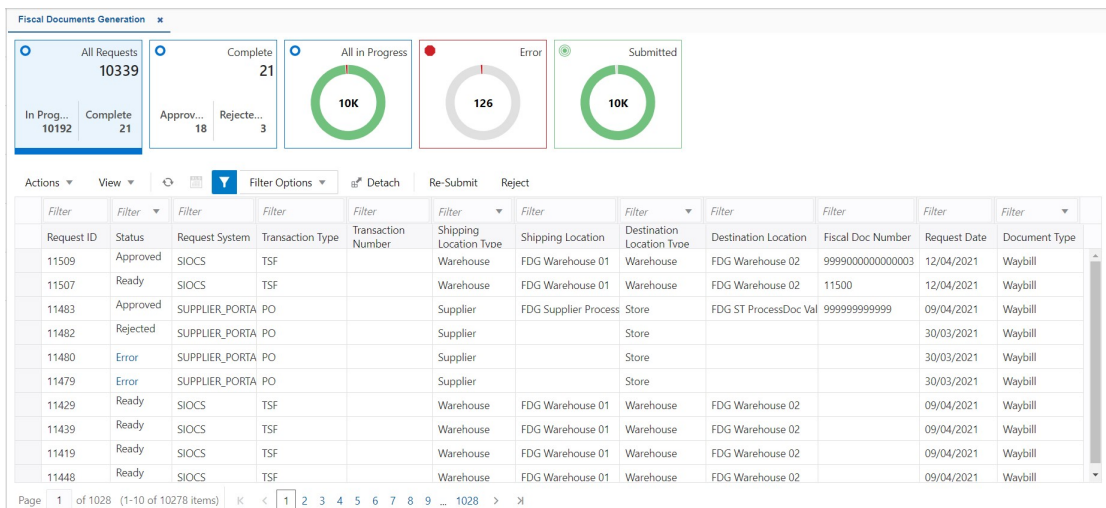 Fiscal Documents Generation x
All Requests
10339
In Prog... Complete
10192 21
Complete
21
Approv... Rejecte...
18 3
All in Progress
10K
Error
126
Submitted
10K
Actions View Filter Options Detach Re-Submit Reject
Filter Filter Filter Filter Filter Filter Filter Filter Filter Filter Filter Filter
Request ID Status Request System Transaction Type Transaction Number Shipping Location Type Shipping Location Destination Location Type Destination Location Fiscal Doc Number Request Date Document Type
11509 Approved SIOCS TSF Warehouse FDG Warehouse 01 Warehouse FDG Warehouse 02 9999000000000003 12/04/2021 Waybill
11507 Ready SIOCS TSF Warehouse FDG Warehouse 01 Warehouse FDG Warehouse 02 11500 12/04/2021 Waybill
11483 Approved SUPPLIER_PORTA PO Supplier FDG Supplier Process Store FDG ST ProcessDoc Val 999999999999 09/04/2021 Waybill
11482 Rejected SUPPLIER_PORTA PO Supplier Store 30/03/2021 Waybill
11480 Error SUPPLIER_PORTA PO Supplier Store 30/03/2021 Waybill
11479 Error SUPPLIER_PORTA PO Supplier Store 30/03/2021 Waybill
11429 Ready SIOCS TSF Warehouse FDG Warehouse 01 Warehouse FDG Warehouse 02 09/04/2021 Waybill
11439 Ready SIOCS TSF Warehouse FDG Warehouse 01 Warehouse FDG Warehouse 02 09/04/2021 Waybill
11419 Ready SIOCS TSF Warehouse FDG Warehouse 01 Warehouse FDG Warehouse 02 09/04/2021 Waybill
11448 Ready SIOCS TSF Warehouse FDG Warehouse 01 Warehouse FDG Warehouse 02 09/04/2021 Waybill
Page 1 of 1028 (1-10 of 10278 items) K < 1 2 3 4 5 6 7 8 9 ... 1028 > >|